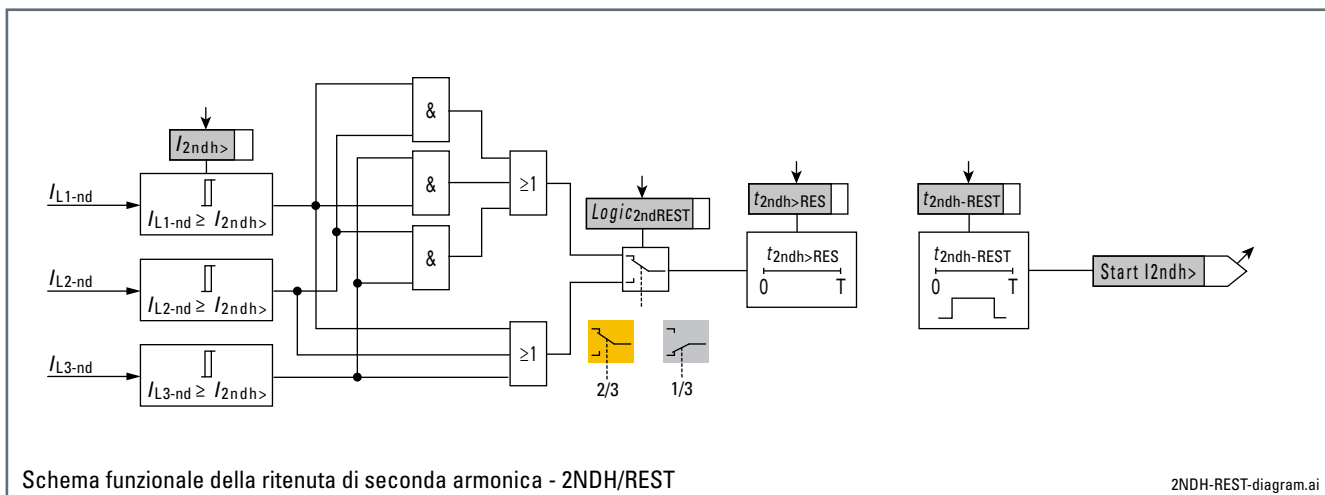 I2ndh>
IL1-nd
IL1-nd ≥ I2ndh>
IL2-nd
IL2-nd ≥ I2ndh>
IL3-nd
IL3-nd ≥ I2ndh>
&
&
&
≥1
≥1
Logic2ndREST
2/3
1/3
t2ndh>RES
t2ndh>RES
0 T
t2ndh-REST
t2ndh-REST
0 T
Start I2ndh>
Schema funzionale della ritenuta di seconda armonica - 2NDH/REST
2NDH-REST-diagram.ai